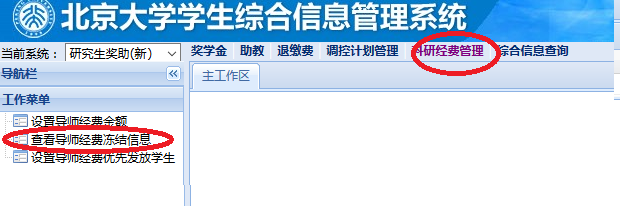 北京大学学生综合信息管理系统
当前系统： 研究生奖助(新) 奖学金 助教 退缴费 调控计划管理 科研经费管理 综合信息查询
导航栏 主工作区
工作菜单
设置导师经费金额
查看导师经费冻结信息
设置导师经费优先发放学生